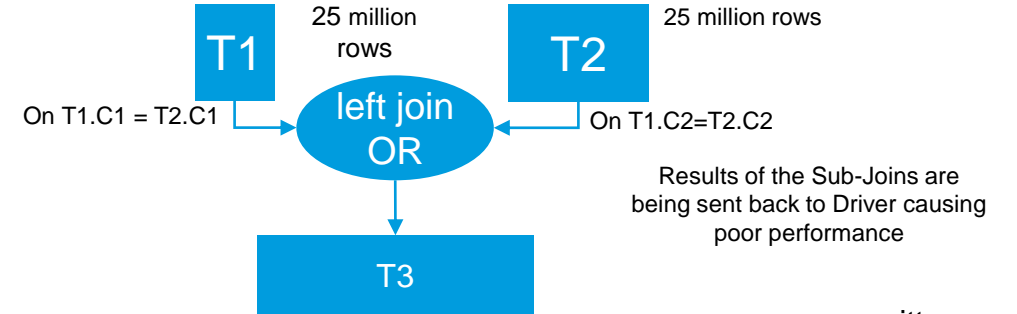 25 million
rows
25 million rows
T1
T2
On T1.C1 = T2.C1
left join
OR
On T1.C2=T2.C2
Results of the Sub-Joins are
being sent back to Driver causing
poor performance
T3